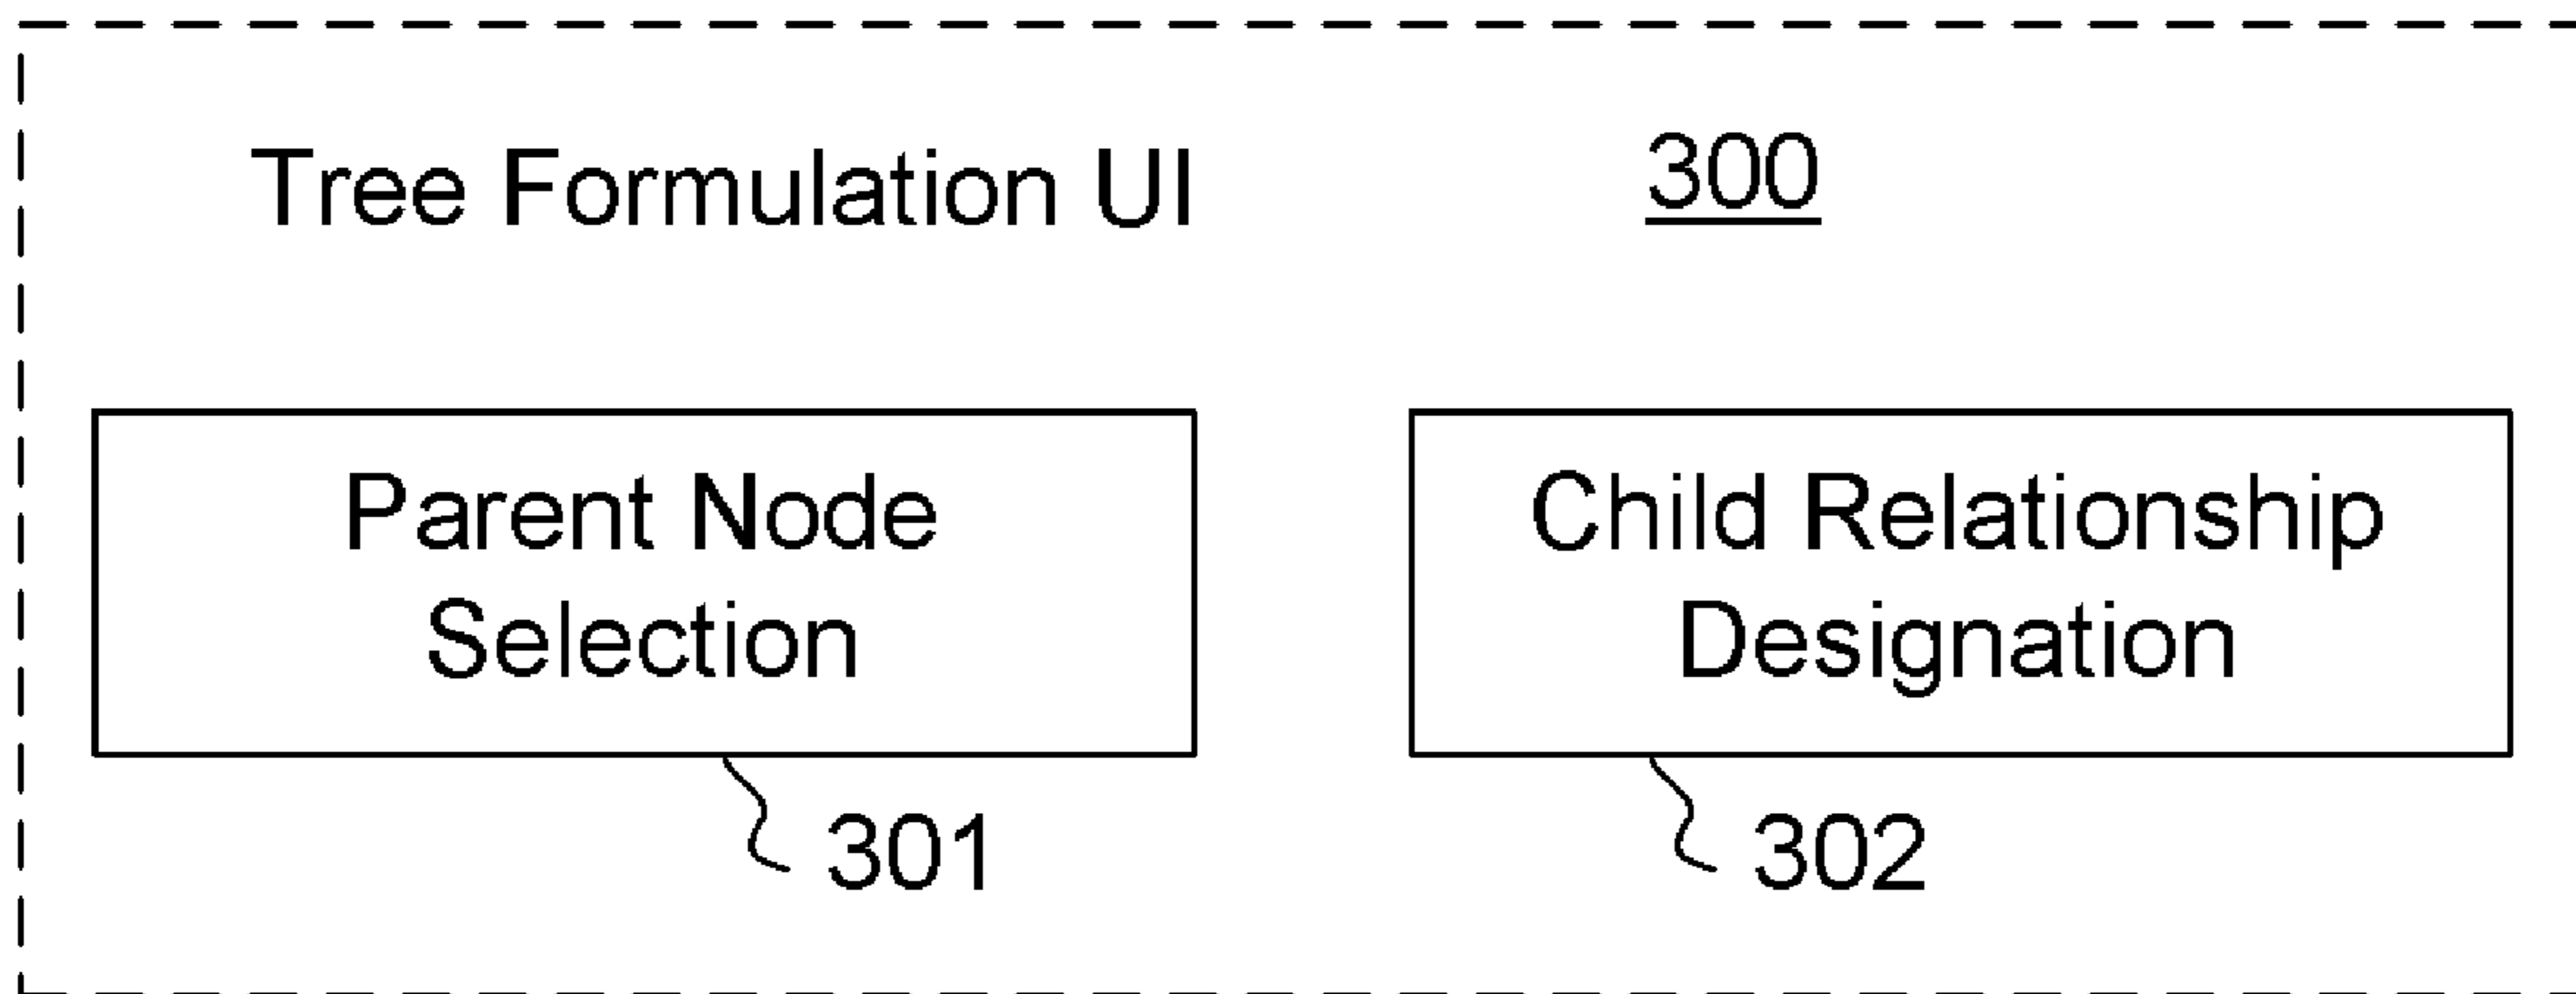 Tree Formulation UI 300
Parent Node
Selection
Child Relationship
Designation
301
302